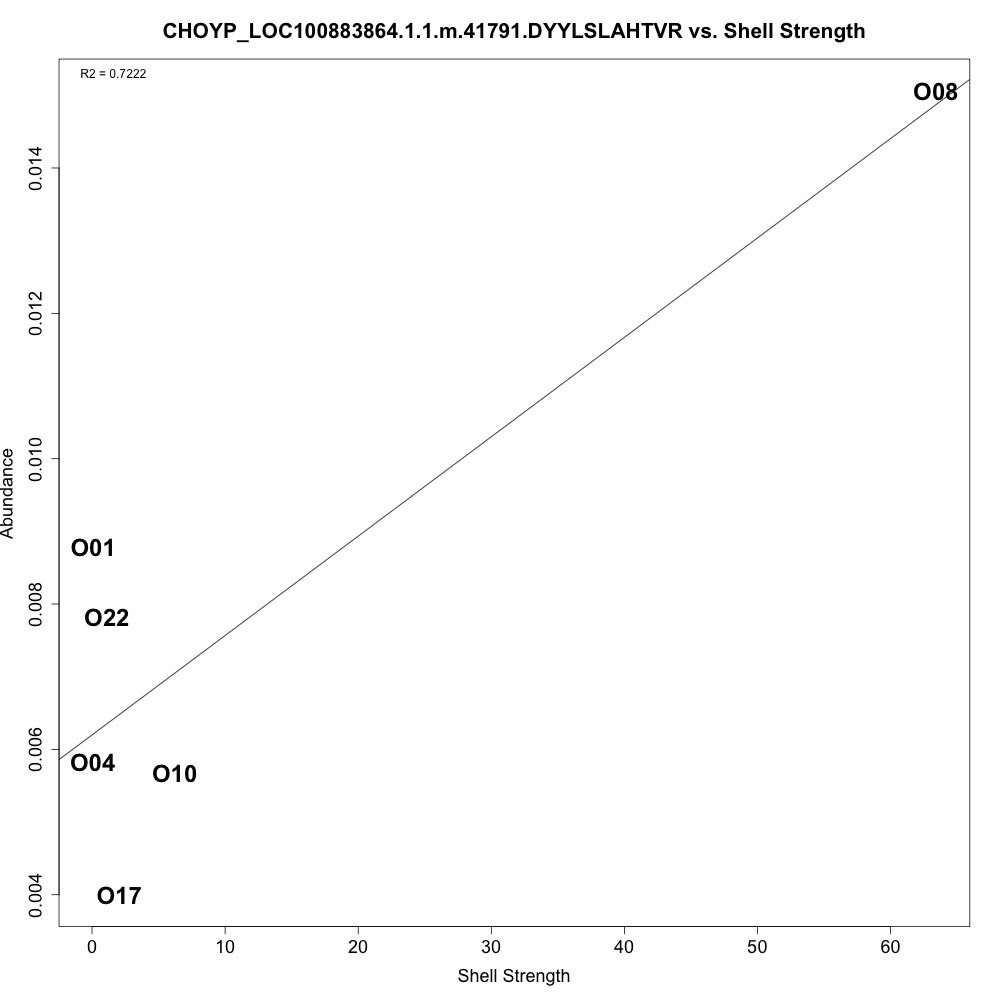 CHOYP_LOC100883864.1.1.m.41791.DYYLSLAHTVR vs. Shell Strength
R2 = 0.7222
O08
0.014
0.012
0.010
Abundance
O01
0.008
O22
0.006
O04
O10
0.004
O17
0 10 20 30 40 50 60
Shell Strength